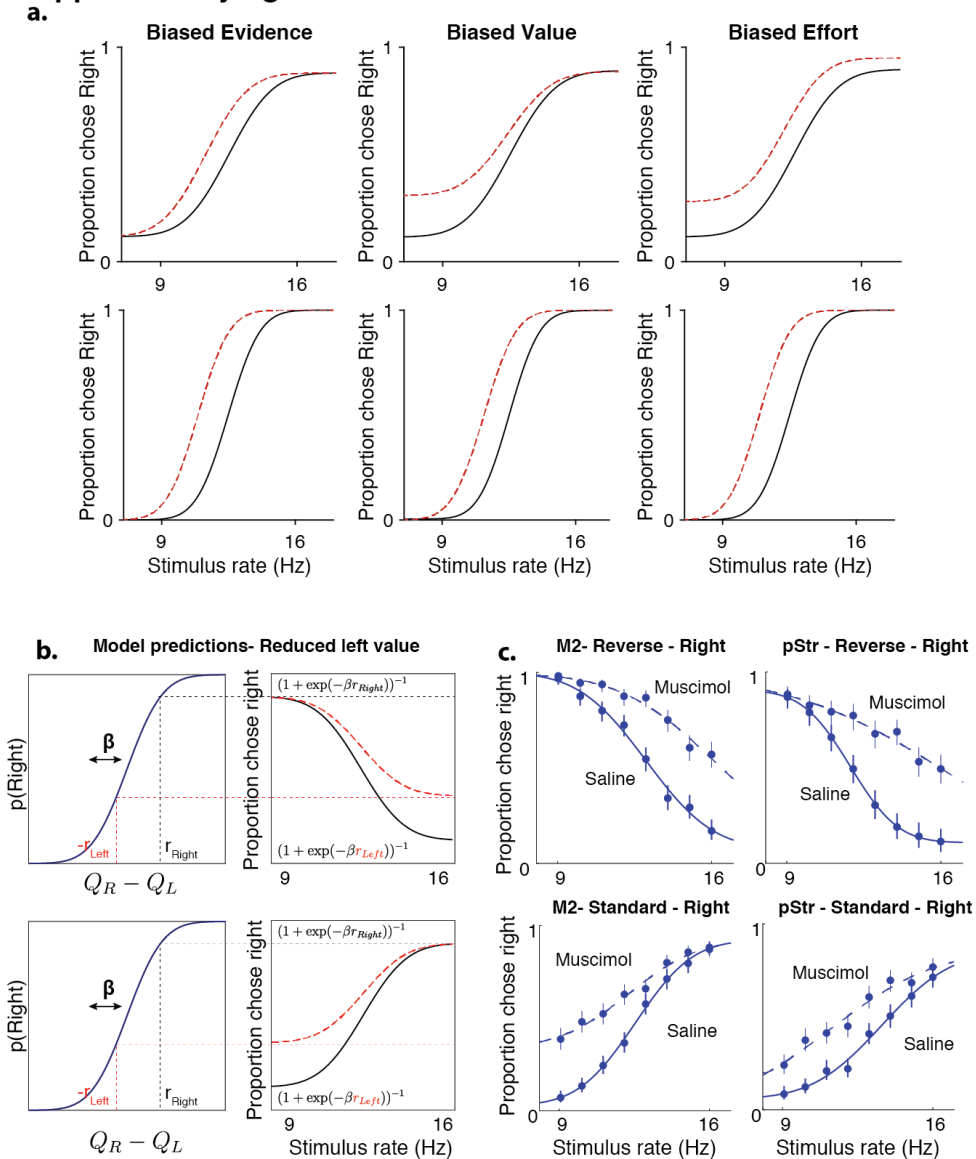 a.
Biased Evidence
Biased Value
Biased Effort
Proportion chose Right
1
0
9
16
Proportion chose Right
1
0
9
16
Proportion chose Right
1
0
9
16
Proportion chose Right
1
0
9
16
Stimulus rate (Hz)
Proportion chose Right
1
0
9
16
Stimulus rate (Hz)
Proportion chose Right
1
0
9
16
Stimulus rate (Hz)
b.
Model predictions- Reduced left value
p(Right)
β
-rLeft
rRight
Q_R − Q_L
Proportion chose right
(1 + exp(−βr_Right))⁻¹
(1 + exp(−βr_Left))⁻¹
9
16
p(Right)
β
-rLeft
rRight
Q_R − Q_L
Proportion chose right
(1 + exp(−βr_Right))⁻¹
(1 + exp(−βr_Left))⁻¹
9
16
Stimulus rate (Hz)
c.
M2- Reverse - Right
Proportion chose right
1
0
Muscimol
Saline
9
16
pStr - Reverse - Right
1
0
Muscimol
Saline
9
16
M2- Standard - Right
Proportion chose right
1
0
Muscimol
Saline
9
16
Stimulus rate (Hz)
pStr - Standard - Right
1
0
Muscimol
Saline
9
16
Stimulus rate (Hz)